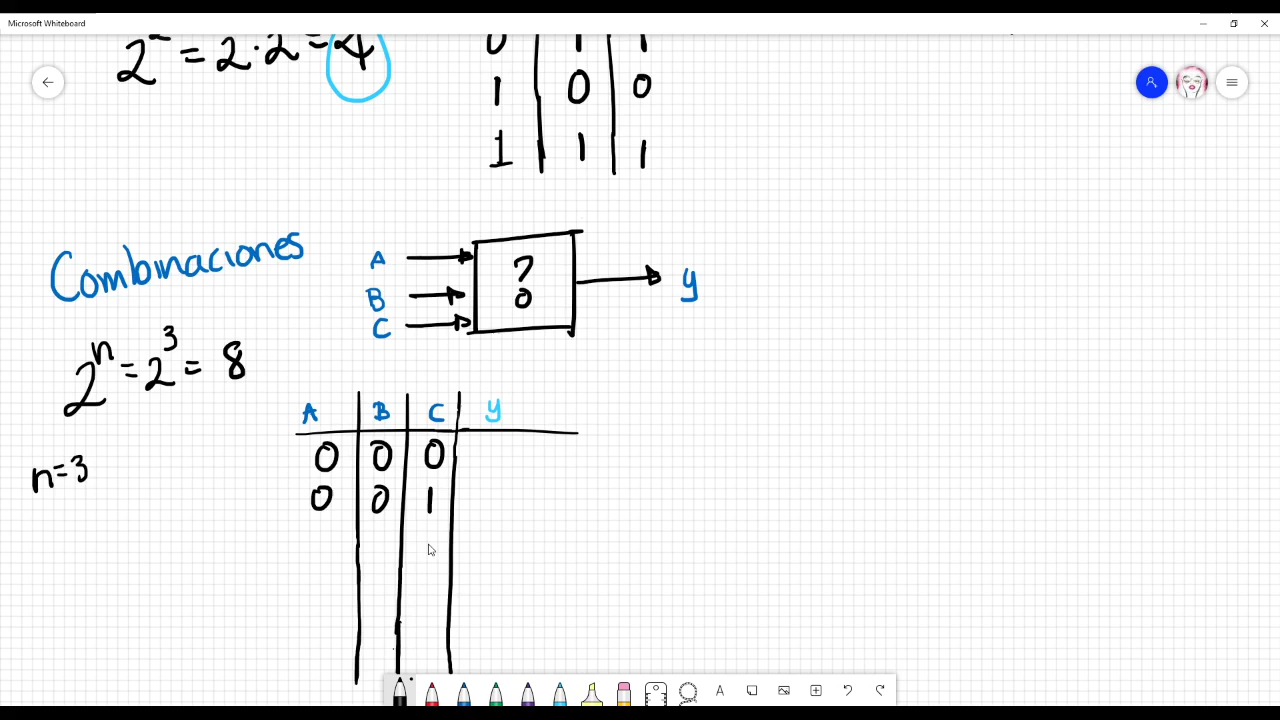 Microsoft Whiteboard
2² = 2·2 = 4
0 1 1
1 0 0
1 1 1
Combinaciones
A
B
C
?
y
2ⁿ = 2³ = 8
n=3
A B C y
0 0 0
0 0 1
A